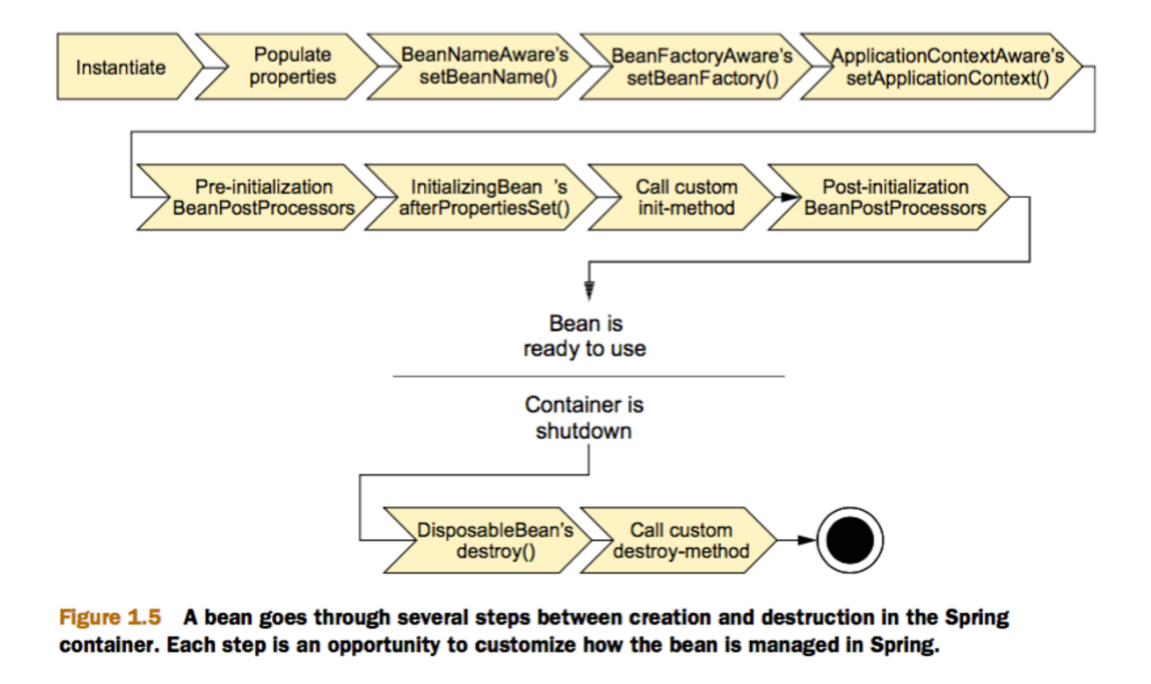 Instantiate
Populate
properties
BeanNameAware's
setBeanName()
BeanFactoryAware's
setBeanFactory()
ApplicationContextAware's
setApplicationContext()
Pre-initialization
BeanPostProcessors
InitializingBean 's
afterPropertiesSet()
Call custom
init-method
Post-initialization
BeanPostProcessors
Bean is
ready to use
Container is
shutdown
DisposableBean's
destroy()
Call custom
destroy-method
Figure 1.5 A bean goes through several steps between creation and destruction in the Spring
container. Each step is an opportunity to customize how the bean is managed in Spring.